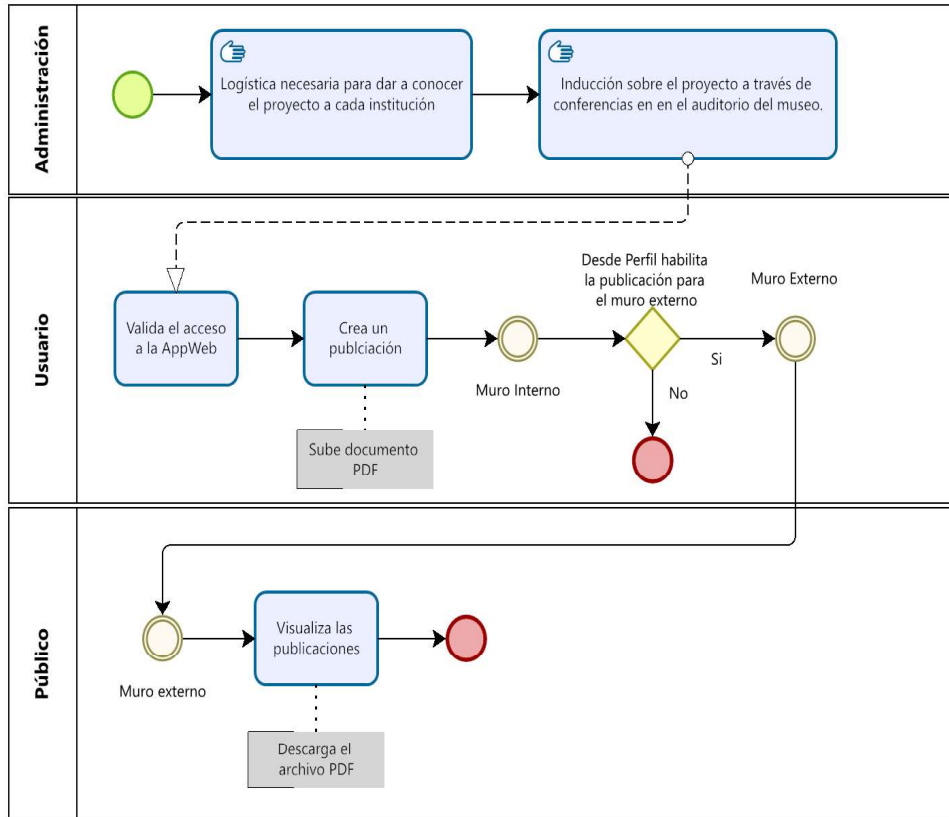 Administración
Logística necesaria para dar a conocer
el proyecto a cada institución
Inducción sobre el proyecto a través de
conferencias en en el auditorio del museo.
Usuario
Valida el acceso
a la AppWeb
Crea un
publciación
Sube documento
PDF
Muro Interno
Desde Perfil habilita
la publicación para
el muro externo
Si
No
Muro Externo
Público
Muro externo
Visualiza las
publicaciones
Descarga el
archivo PDF